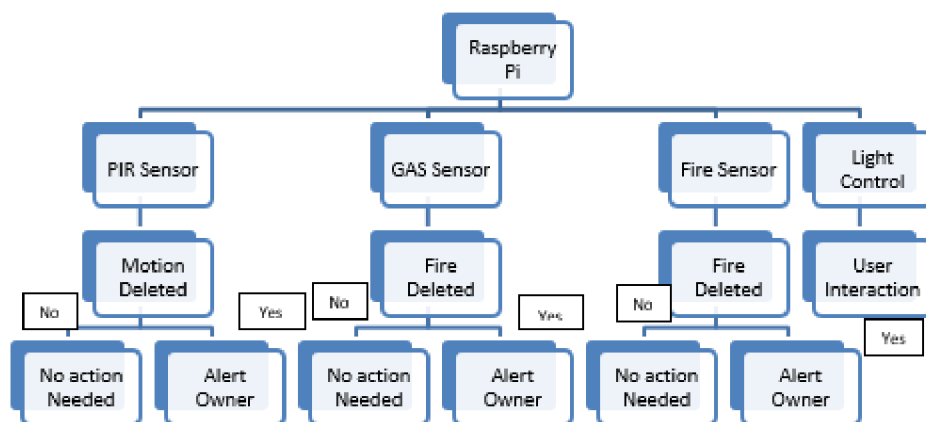 Raspberry
Pi
PIR Sensor
GAS Sensor
Fire Sensor
Light
Control
Motion
Deleted
Fire
Deleted
Fire
Deleted
User
Interaction
No
Yes
No
Yes
No
Yes
No action
Needed
Alert
Owner
No action
Needed
Alert
Owner
No action
Needed
Alert
Owner